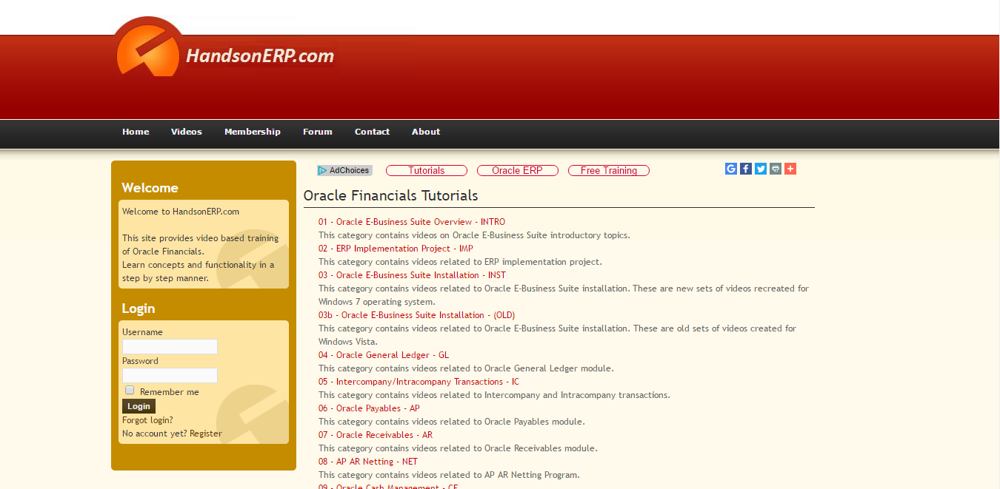 HandsonERP.com
Home Videos Membership Forum Contact About
Welcome
Welcome to HandsonERP.com
This site provides video based training
of Oracle Financials.
Learn concepts and functionality in a
step by step manner.
Login
Username
Password
Remember me
Login
Forgot login?
No account yet? Register
AdChoices Tutorials Oracle ERP Free Training
Oracle Financials Tutorials
01 - Oracle E-Business Suite Overview - INTRO
This category contains videos on Oracle E-Business Suite introductory topics.
02 - ERP Implementation Project - IMP
This category contains videos related to ERP implementation project.
03 - Oracle E-Business Suite Installation - INST
This category contains videos related to Oracle E-Business Suite installation. These are new sets of videos recreated for
Windows 7 operating system.
03b - Oracle E-Business Suite Installation - (OLD)
This category contains videos related to Oracle E-Business Suite installation. These are old sets of videos created for
Windows Vista.
04 - Oracle General Ledger - GL
This category contains videos related to Oracle General Ledger module.
05 - Intercompany/Intracompany Transactions - IC
This category contains videos related to Intercompany and Intracompany transactions.
06 - Oracle Payables - AP
This category contains videos related to Oracle Payables module.
07 - Oracle Receivables - AR
This category contains videos related to Oracle Receivables module.
08 - AP AR Netting - NET
This category contains videos related to AP AR Netting Program.
09 - Oracle Cash Management - CE